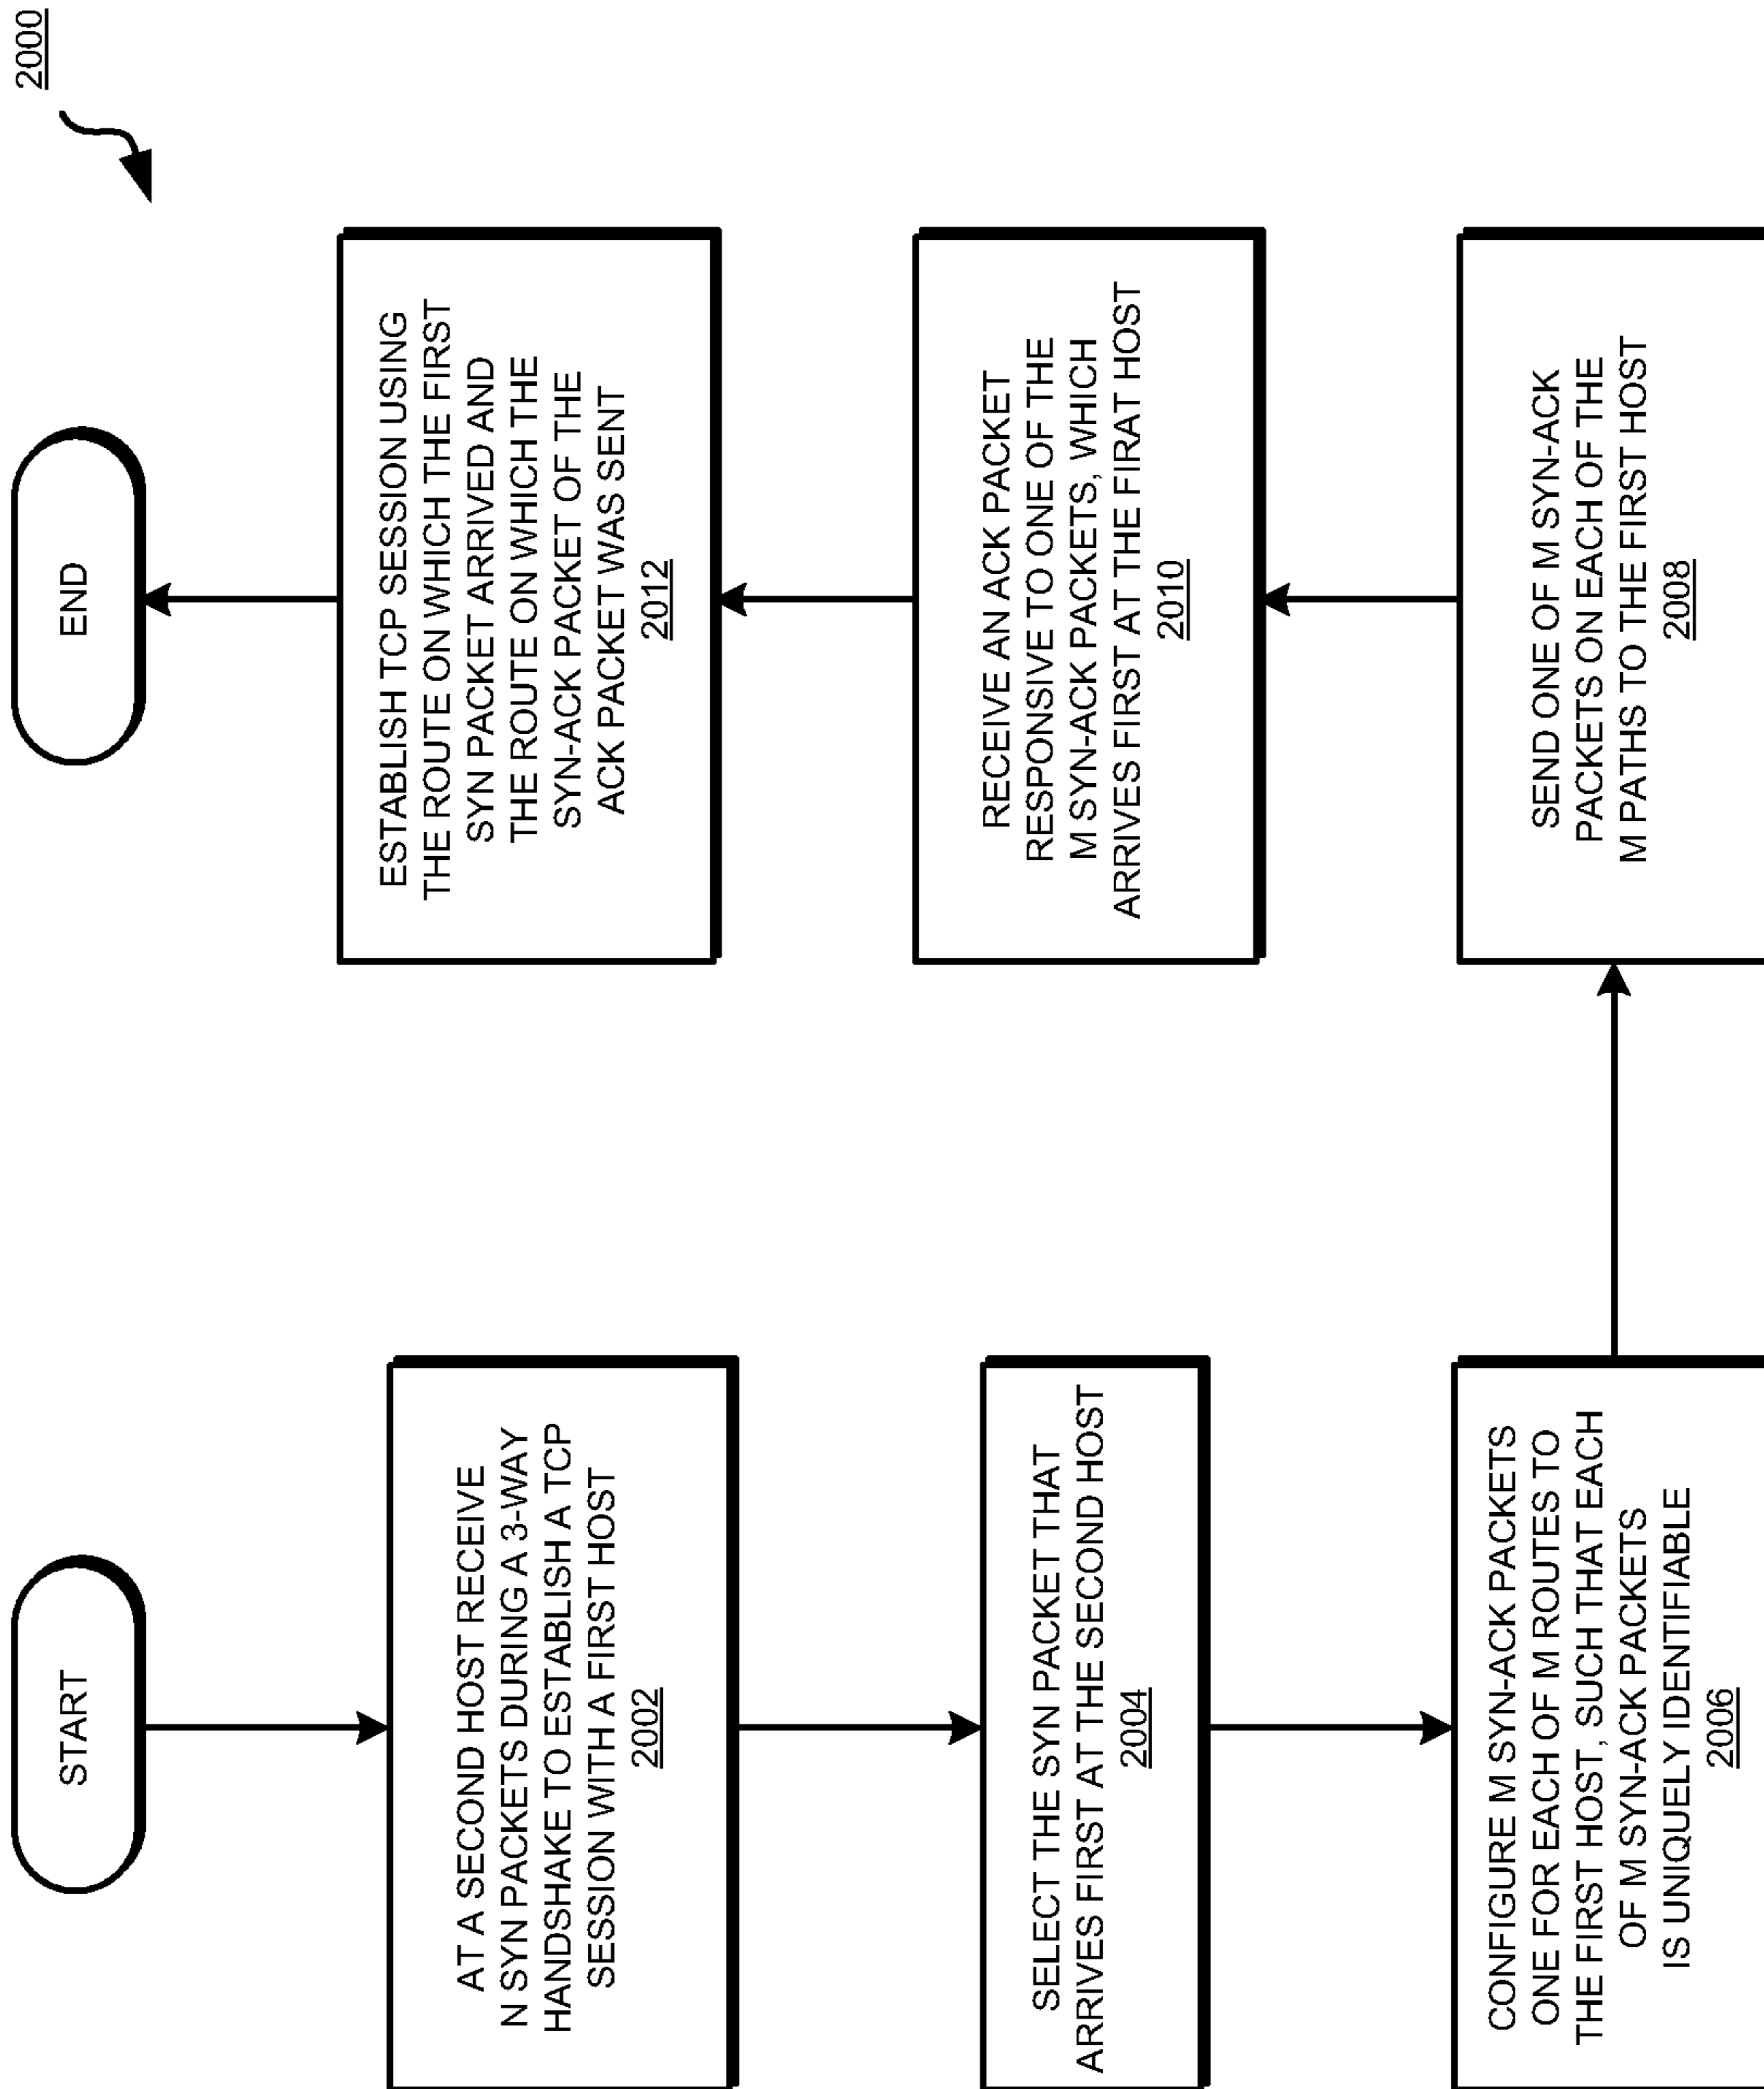 2000
START
AT A SECOND HOST RECEIVE
N SYN PACKETS DURING A 3-WAY
HANDSHAKE TO ESTABLISH A TCP
SESSION WITH A FIRST HOST
2002
SELECT THE SYN PACKET THAT
ARRIVES FIRST AT THE SECOND HOST
2004
CONFIGURE M SYN-ACK PACKETS
ONE FOR EACH OF M ROUTES TO
THE FIRST HOST, SUCH THAT EACH
OF M SYN-ACK PACKETS
IS UNIQUELY IDENTIFIABLE
2006
SEND ONE OF M SYN-ACK
PACKETS ON EACH OF THE
M PATHS TO THE FIRST HOST
2008
RECEIVE AN ACK PACKET
RESPONSIVE TO ONE OF THE
M SYN-ACK PACKETS, WHICH
ARRIVES FIRST AT THE FIRAT HOST
2010
ESTABLISH TCP SESSION USING
THE ROUTE ON WHICH THE FIRST
SYN PACKET ARRIVED AND
THE ROUTE ON WHICH THE
SYN-ACK PACKET OF THE
ACK PACKET WAS SENT
2012
END